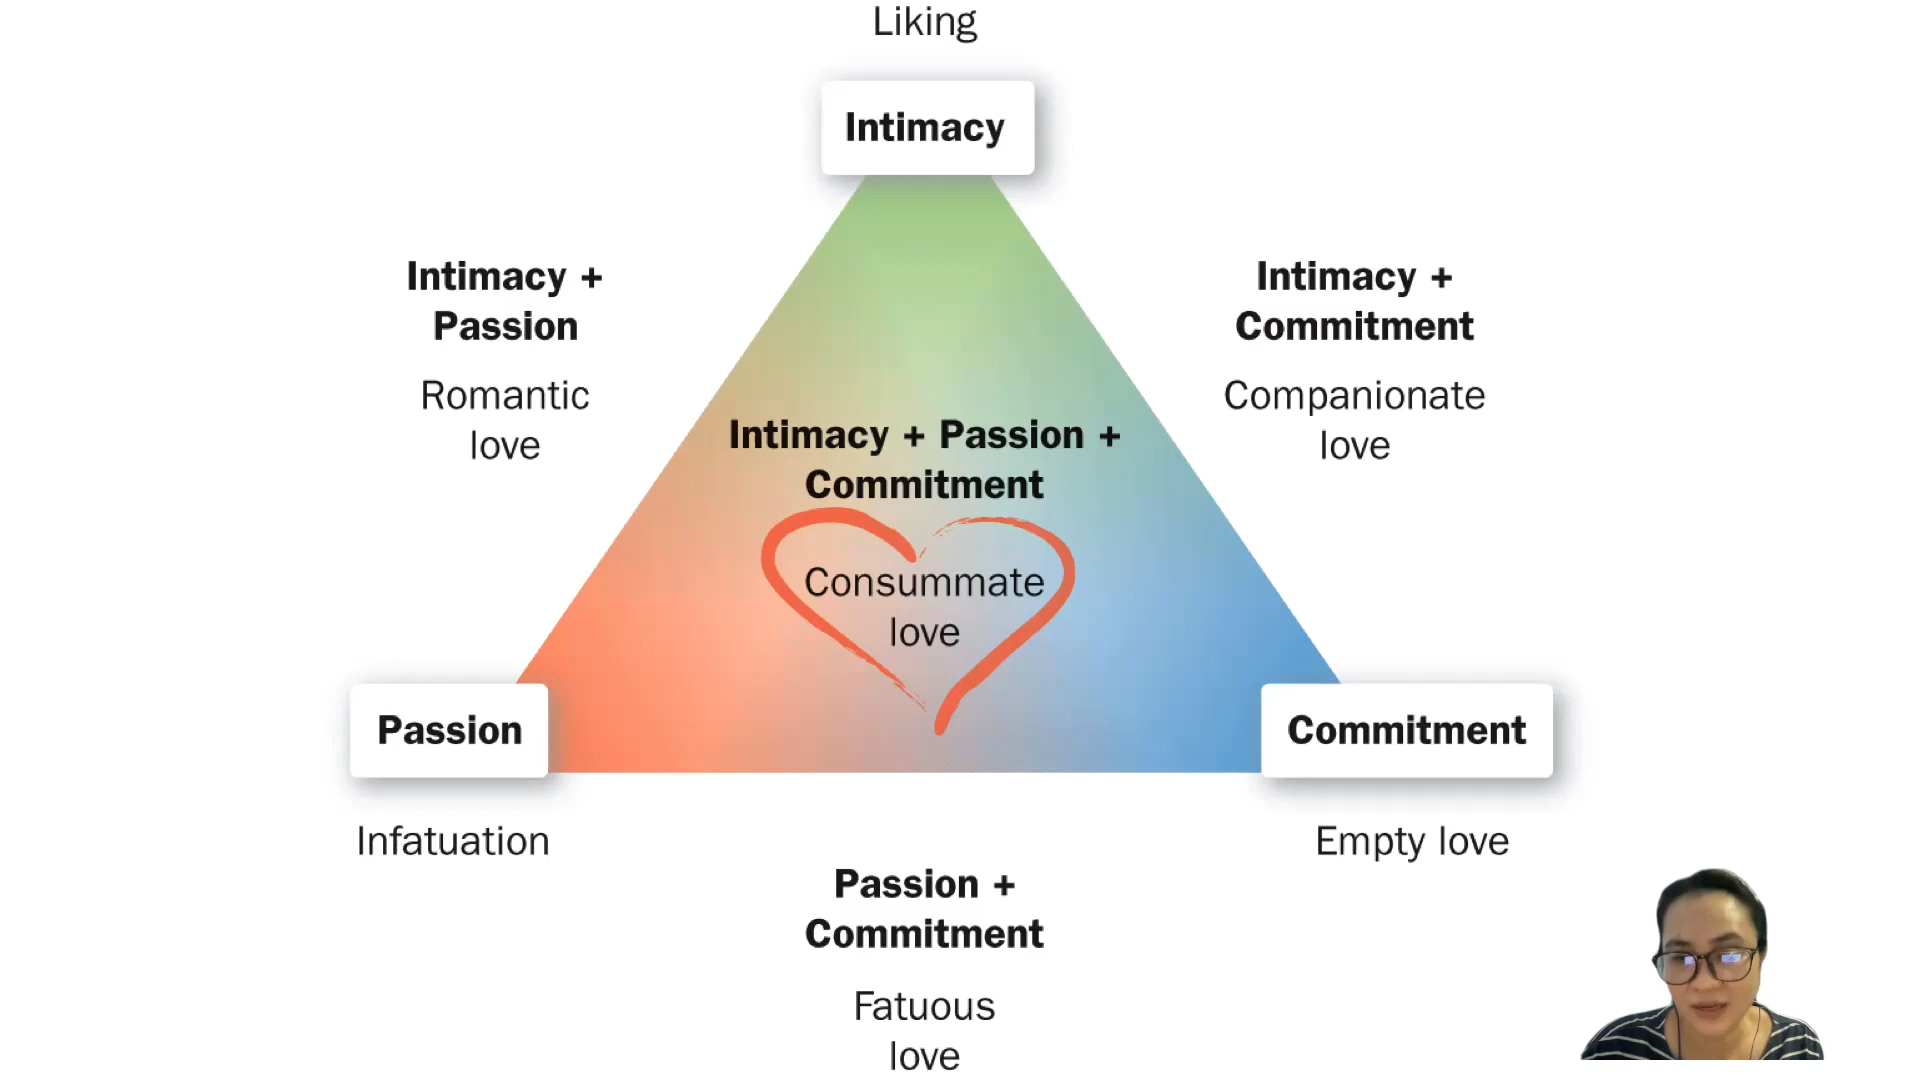 Liking
Intimacy
Intimacy +
Passion
Romantic
love
Intimacy +
Commitment
Companionate
love
Intimacy + Passion +
Commitment
Consummate
love
Passion
Infatuation
Commitment
Empty love
Passion +
Commitment
Fatuous
love